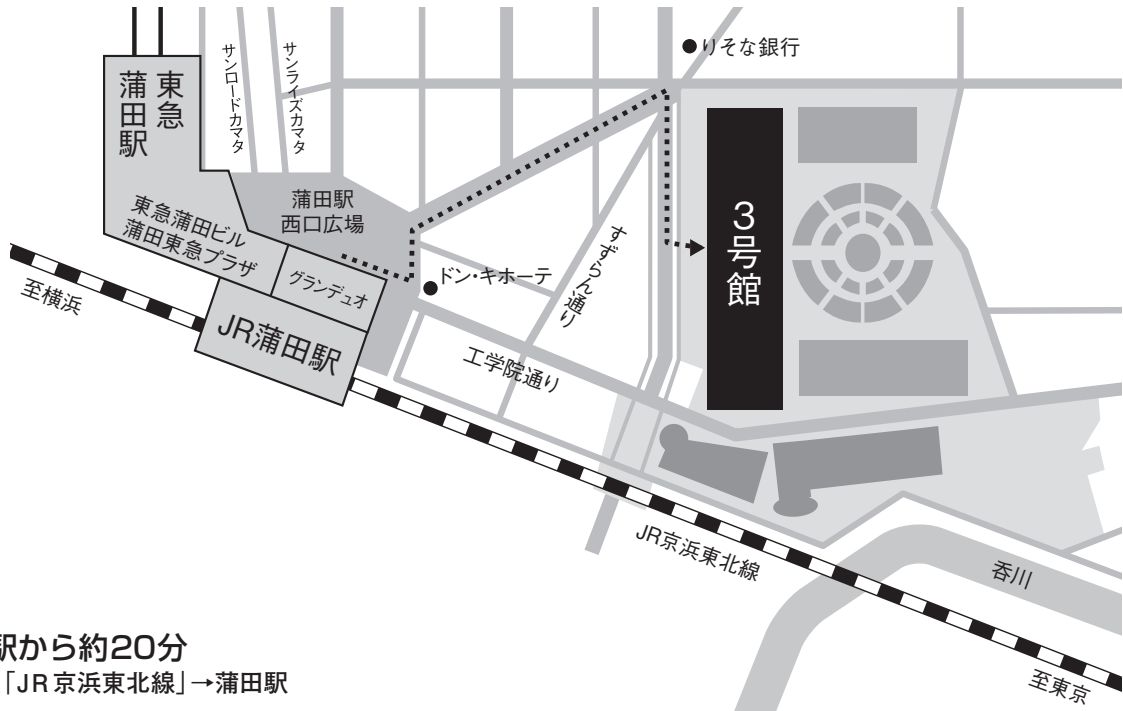 りそな銀行
サンロードカマタ
サンライズカマタ
東急
蒲田駅
蒲田駅
西口広場
東急蒲田ビル
蒲田東急プラザ
グランデュオ
JR蒲田駅
至横浜
ドン・キホーテ
すずらん通り
工学院通り
3号館
JR京浜東北線
呑川
至東京
駅から約20分
「JR京浜東北線」→蒲田駅